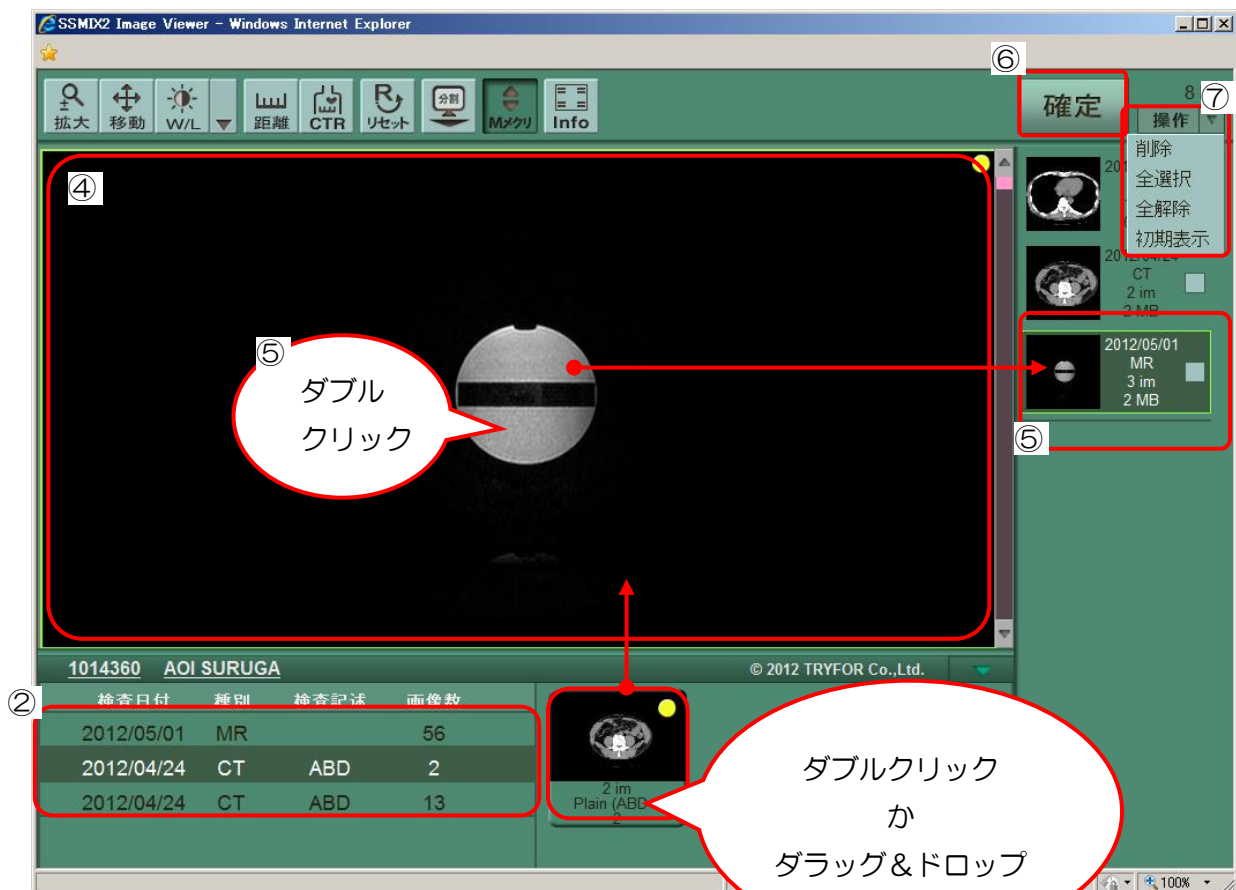 SSMIX2 Image Viewer - Windows Internet Explorer
⑥
拡大 移動 W/L 距離 CTR リセット 分割 Mメクリ Info
確定
8
⑦
操作
削除
全選択
全解除
初期表示
④
CT
2 im
2 MB
⑤
ダブル
クリック
2012/05/01
MR
3 im
2 MB
⑤
1014360 AOI SURUGA
© 2012 TRYFOR Co.,Ltd.
②
検査日付 種別 検査記述 画像数
2012/05/01 MR 56
2012/04/24 CT ABD 2
2012/04/24 CT ABD 13
2 im
Plain (ABD
2
ダブルクリック
か
ダラッグ&ドロップ
100%